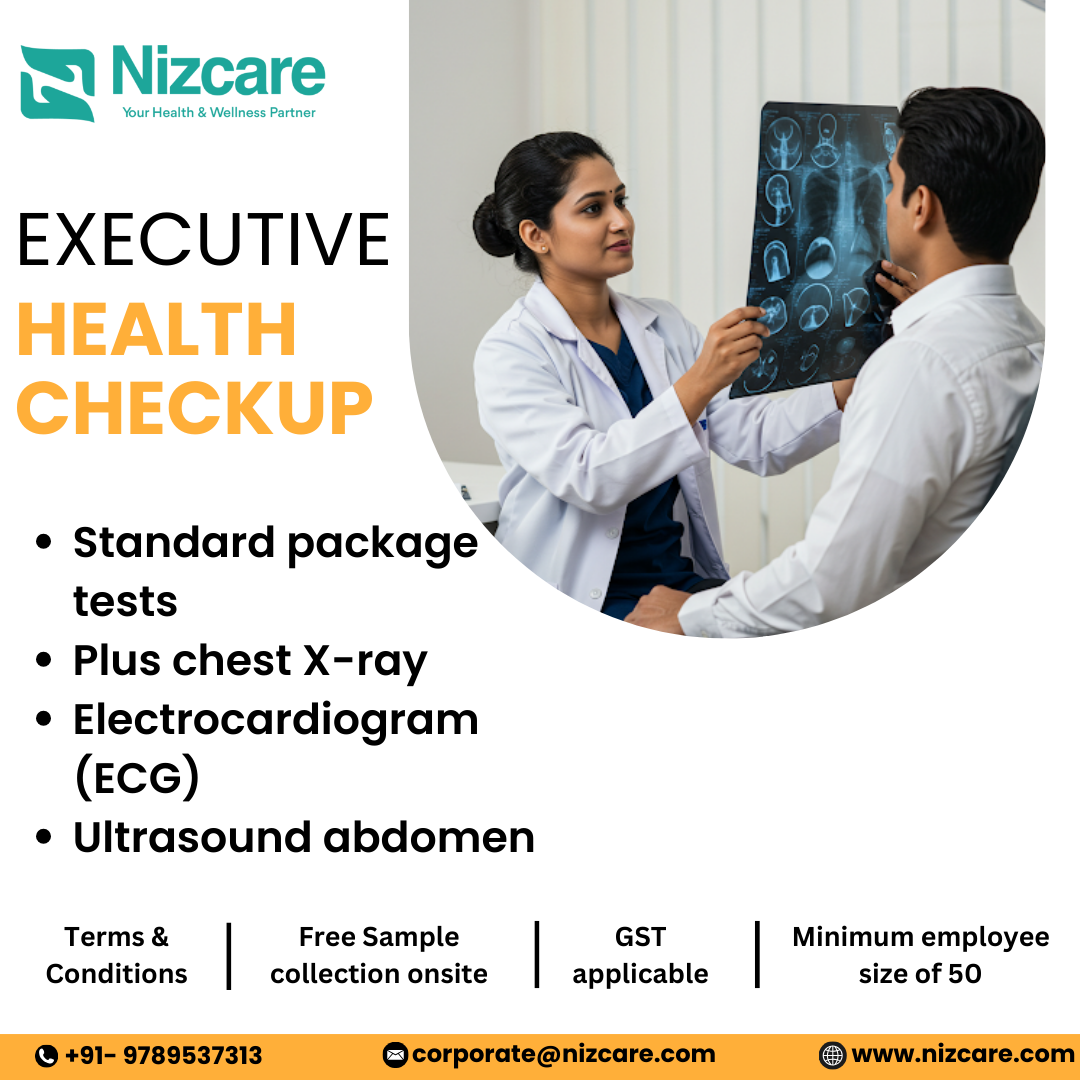 Nizcare
Your Health & Wellness Partner
EXECUTIVE
HEALTH
CHECKUP
• Standard package
tests
• Plus chest X-ray
• Electrocardiogram
(ECG)
• Ultrasound abdomen
Terms &
Conditions
Free Sample
collection onsite
GST
applicable
Minimum employee
size of 50
+91- 9789537313
corporate@nizcare.com
www.nizcare.com